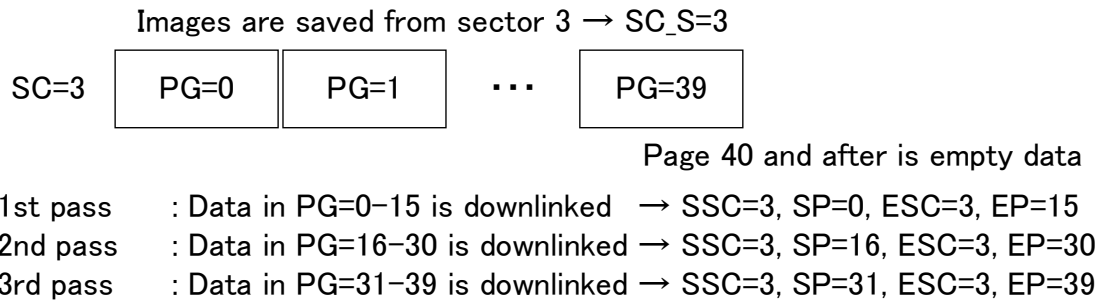 Images are saved from sector 3 → SC_S=3
SC=3 PG=0 PG=1 ・・・ PG=39
Page 40 and after is empty data
1st pass : Data in PG=0-15 is downlinked → SSC=3, SP=0, ESC=3, EP=15
2nd pass : Data in PG=16-30 is downlinked → SSC=3, SP=16, ESC=3, EP=30
3rd pass : Data in PG=31-39 is downlinked → SSC=3, SP=31, ESC=3, EP=39